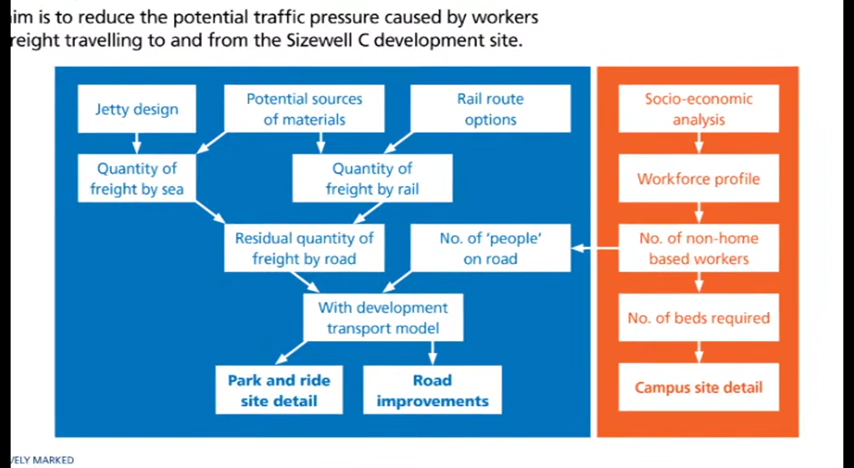 aim is to reduce the potential traffic pressure caused by workers
freight travelling to and from the Sizewell C development site.
Jetty design
Potential sources
of materials
Rail route
options
Socio-economic
analysis
Quantity of
freight by sea
Quantity of
freight by rail
Workforce profile
Residual quantity of
freight by road
No. of ‘people’
on road
No. of non-home
based workers
With development
transport model
No. of beds required
Park and ride
site detail
Road
improvements
Campus site detail
VELY MARKED